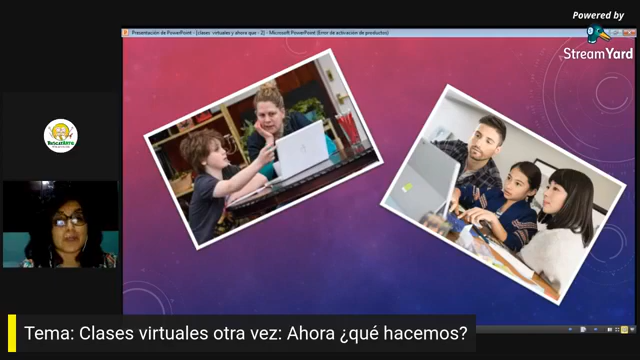 Powered by
StreamYard
Presentación de PowerPoint - [clases virtuales y ahora que - 2] - Microsoft PowerPoint (Error de activación de productos)
Tema: Clases virtuales otra vez: Ahora ¿qué hacemos?